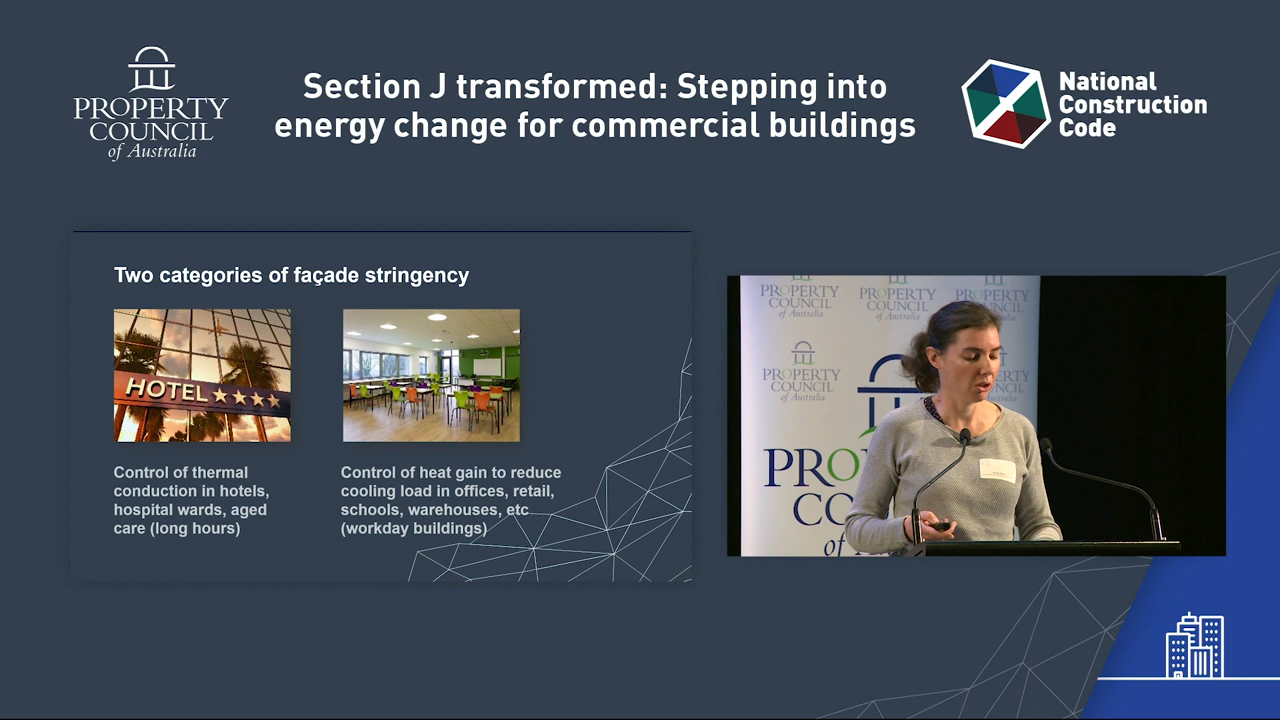 PROPERTY
COUNCIL
of Australia
Section J transformed: Stepping into
energy change for commercial buildings
National
Construction
Code
Two categories of façade stringency
HOTEL
Control of thermal
conduction in hotels,
hospital wards, aged
care (long hours)
Control of heat gain to reduce
cooling load in offices, retail,
schools, warehouses, etc
(workday buildings)
PROPERTY
COUNCIL
of Australia
PROPERTY
COUNCIL
of Australia
PROPERTY
COUNCIL
of Australia
PROPERTY
COUNCIL
of Australia